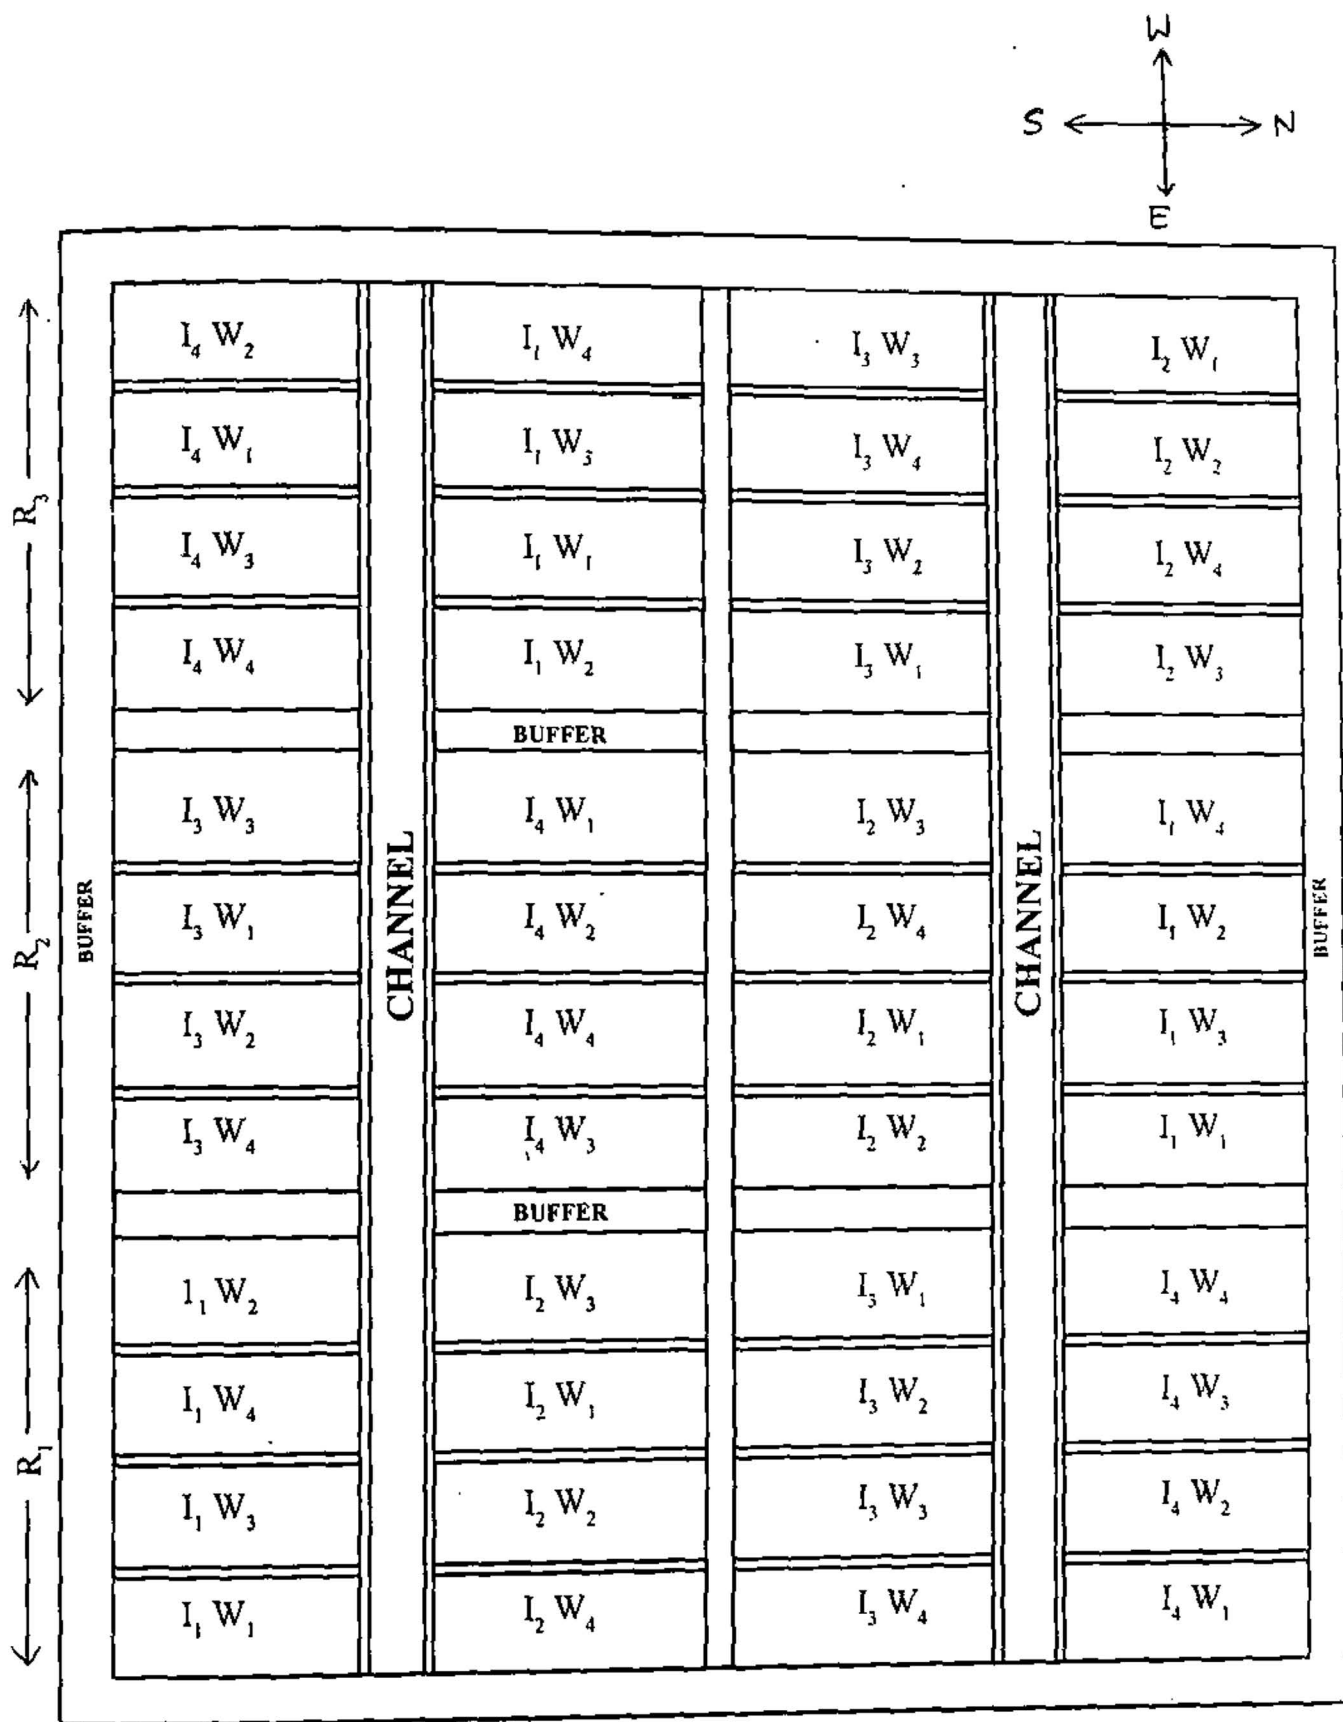 W
S N
E
I₄ W₂ I₁ W₄ I₃ W₃ I₂ W₁
I₄ W₁ I₁ W₃ I₃ W₄ I₂ W₂
R₃
I₄ W₃ I₁ W₁ I₃ W₂ I₂ W₄
I₄ W₄ I₁ W₂ I₃ W₁ I₂ W₃
BUFFER
I₃ W₃ I₄ W₁ I₂ W₃ I₁ W₄
I₃ W₁ I₄ W₂ I₂ W₄ I₁ W₂
R₂
BUFFER
CHANNEL
CHANNEL
BUFFER
I₃ W₂ I₄ W₄ I₂ W₁ I₁ W₃
I₃ W₄ I₄ W₃ I₂ W₂ I₁ W₁
BUFFER
I₁ W₂ I₂ W₃ I₃ W₁ I₄ W₄
I₁ W₄ I₂ W₁ I₃ W₂ I₄ W₃
R₁
I₁ W₃ I₂ W₂ I₃ W₃ I₄ W₂
I₁ W₁ I₂ W₄ I₃ W₄ I₄ W₁